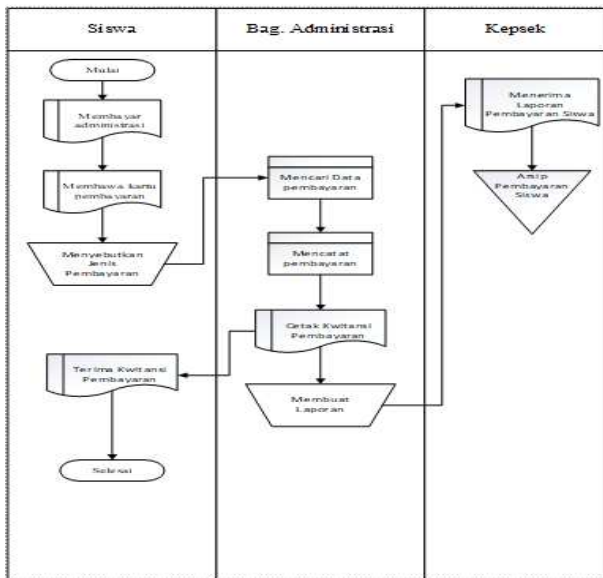 Siswa
Bag. Administrasi
Kepsek
Mulai
Membayar
administrasi
Membawa kartu
pembayaran
Menyebutkan
Jenis
Pembayaran
Mencari Data
pembayaran
Mencatat
pembayaran
Cetak Kwitansi
Pembayaran
Membuat
Laporan
Terima Kwitansi
Pembayaran
Selesai
Menerima
Laporan
Pembayaran Siswa
Arsip
Pembayaran
Siswa